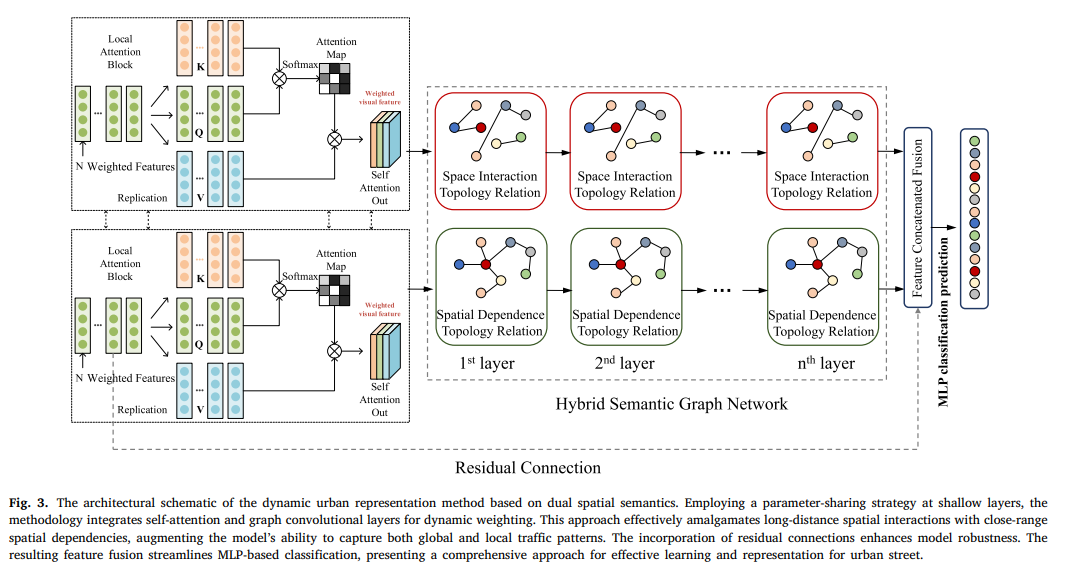 Local
Attention
Block
...
K
Softmax
Attention
Map
Weighted
visual feature
...
...
Q
N Weighted Features
Replication
...
V
Self
Attention
Out
Local
Attention
Block
...
K
Softmax
Attention
Map
Weighted
visual feature
...
...
Q
N Weighted Features
Replication
...
V
Self
Attention
Out
Space Interaction
Topology Relation
Space Interaction
Topology Relation
...
Space Interaction
Topology Relation
Spatial Dependence
Topology Relation
Spatial Dependence
Topology Relation
...
Spatial Dependence
Topology Relation
1st layer
2nd layer
nth layer
Hybrid Semantic Graph Network
Feature Concatenated Fusion
MLP classification prediction
Residual Connection
Fig. 3. The architectural schematic of the dynamic urban representation method based on dual spatial semantics. Employing a parameter-sharing strategy at shallow layers, the
methodology integrates self-attention and graph convolutional layers for dynamic weighting. This approach effectively amalgamates long-distance spatial interactions with close-range
spatial dependencies, augmenting the model's ability to capture both global and local traffic patterns. The incorporation of residual connections enhances model robustness. The
resulting feature fusion streamlines MLP-based classification, presenting a comprehensive approach for effective learning and representation for urban street.